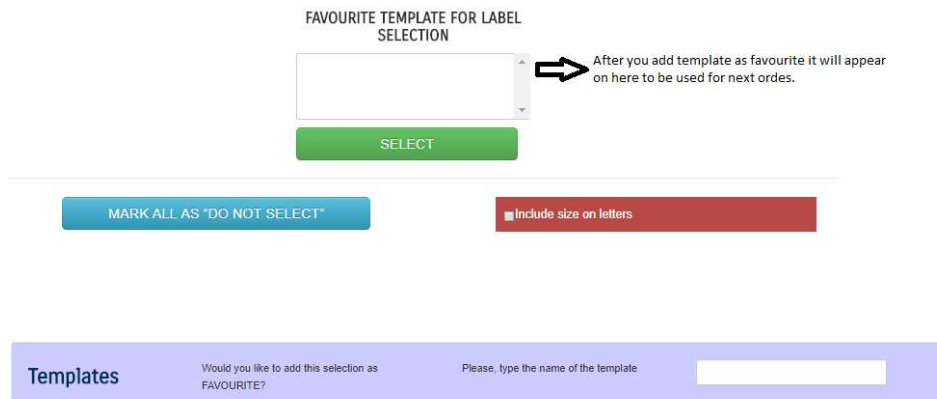 FAVOURITE TEMPLATE FOR LABEL
SELECTION
After you add template as favourite it will appear
on here to be used for next ordes.
SELECT
MARK ALL AS "DO NOT SELECT"
Include size on letters
Templates
Would you like to add this selection as
FAVOURITE?
Please, type the name of the template